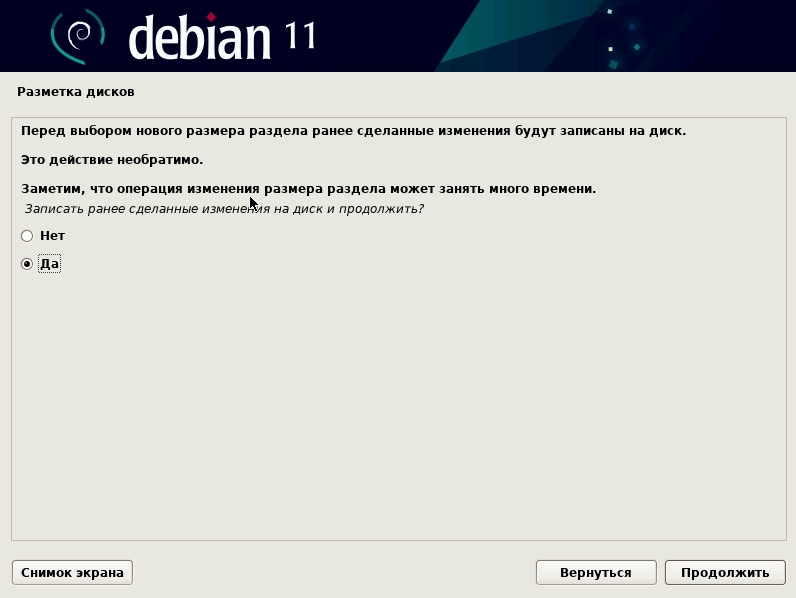 debian 11
Разметка дисков
Перед выбором нового размера раздела ранее сделанные изменения будут записаны на диск.
Это действие необратимо.
Заметим, что операция изменения размера раздела может занять много времени.
Записать ранее сделанные изменения на диск и продолжить?
Нет
Да
Снимок экрана
Вернуться
Продолжить